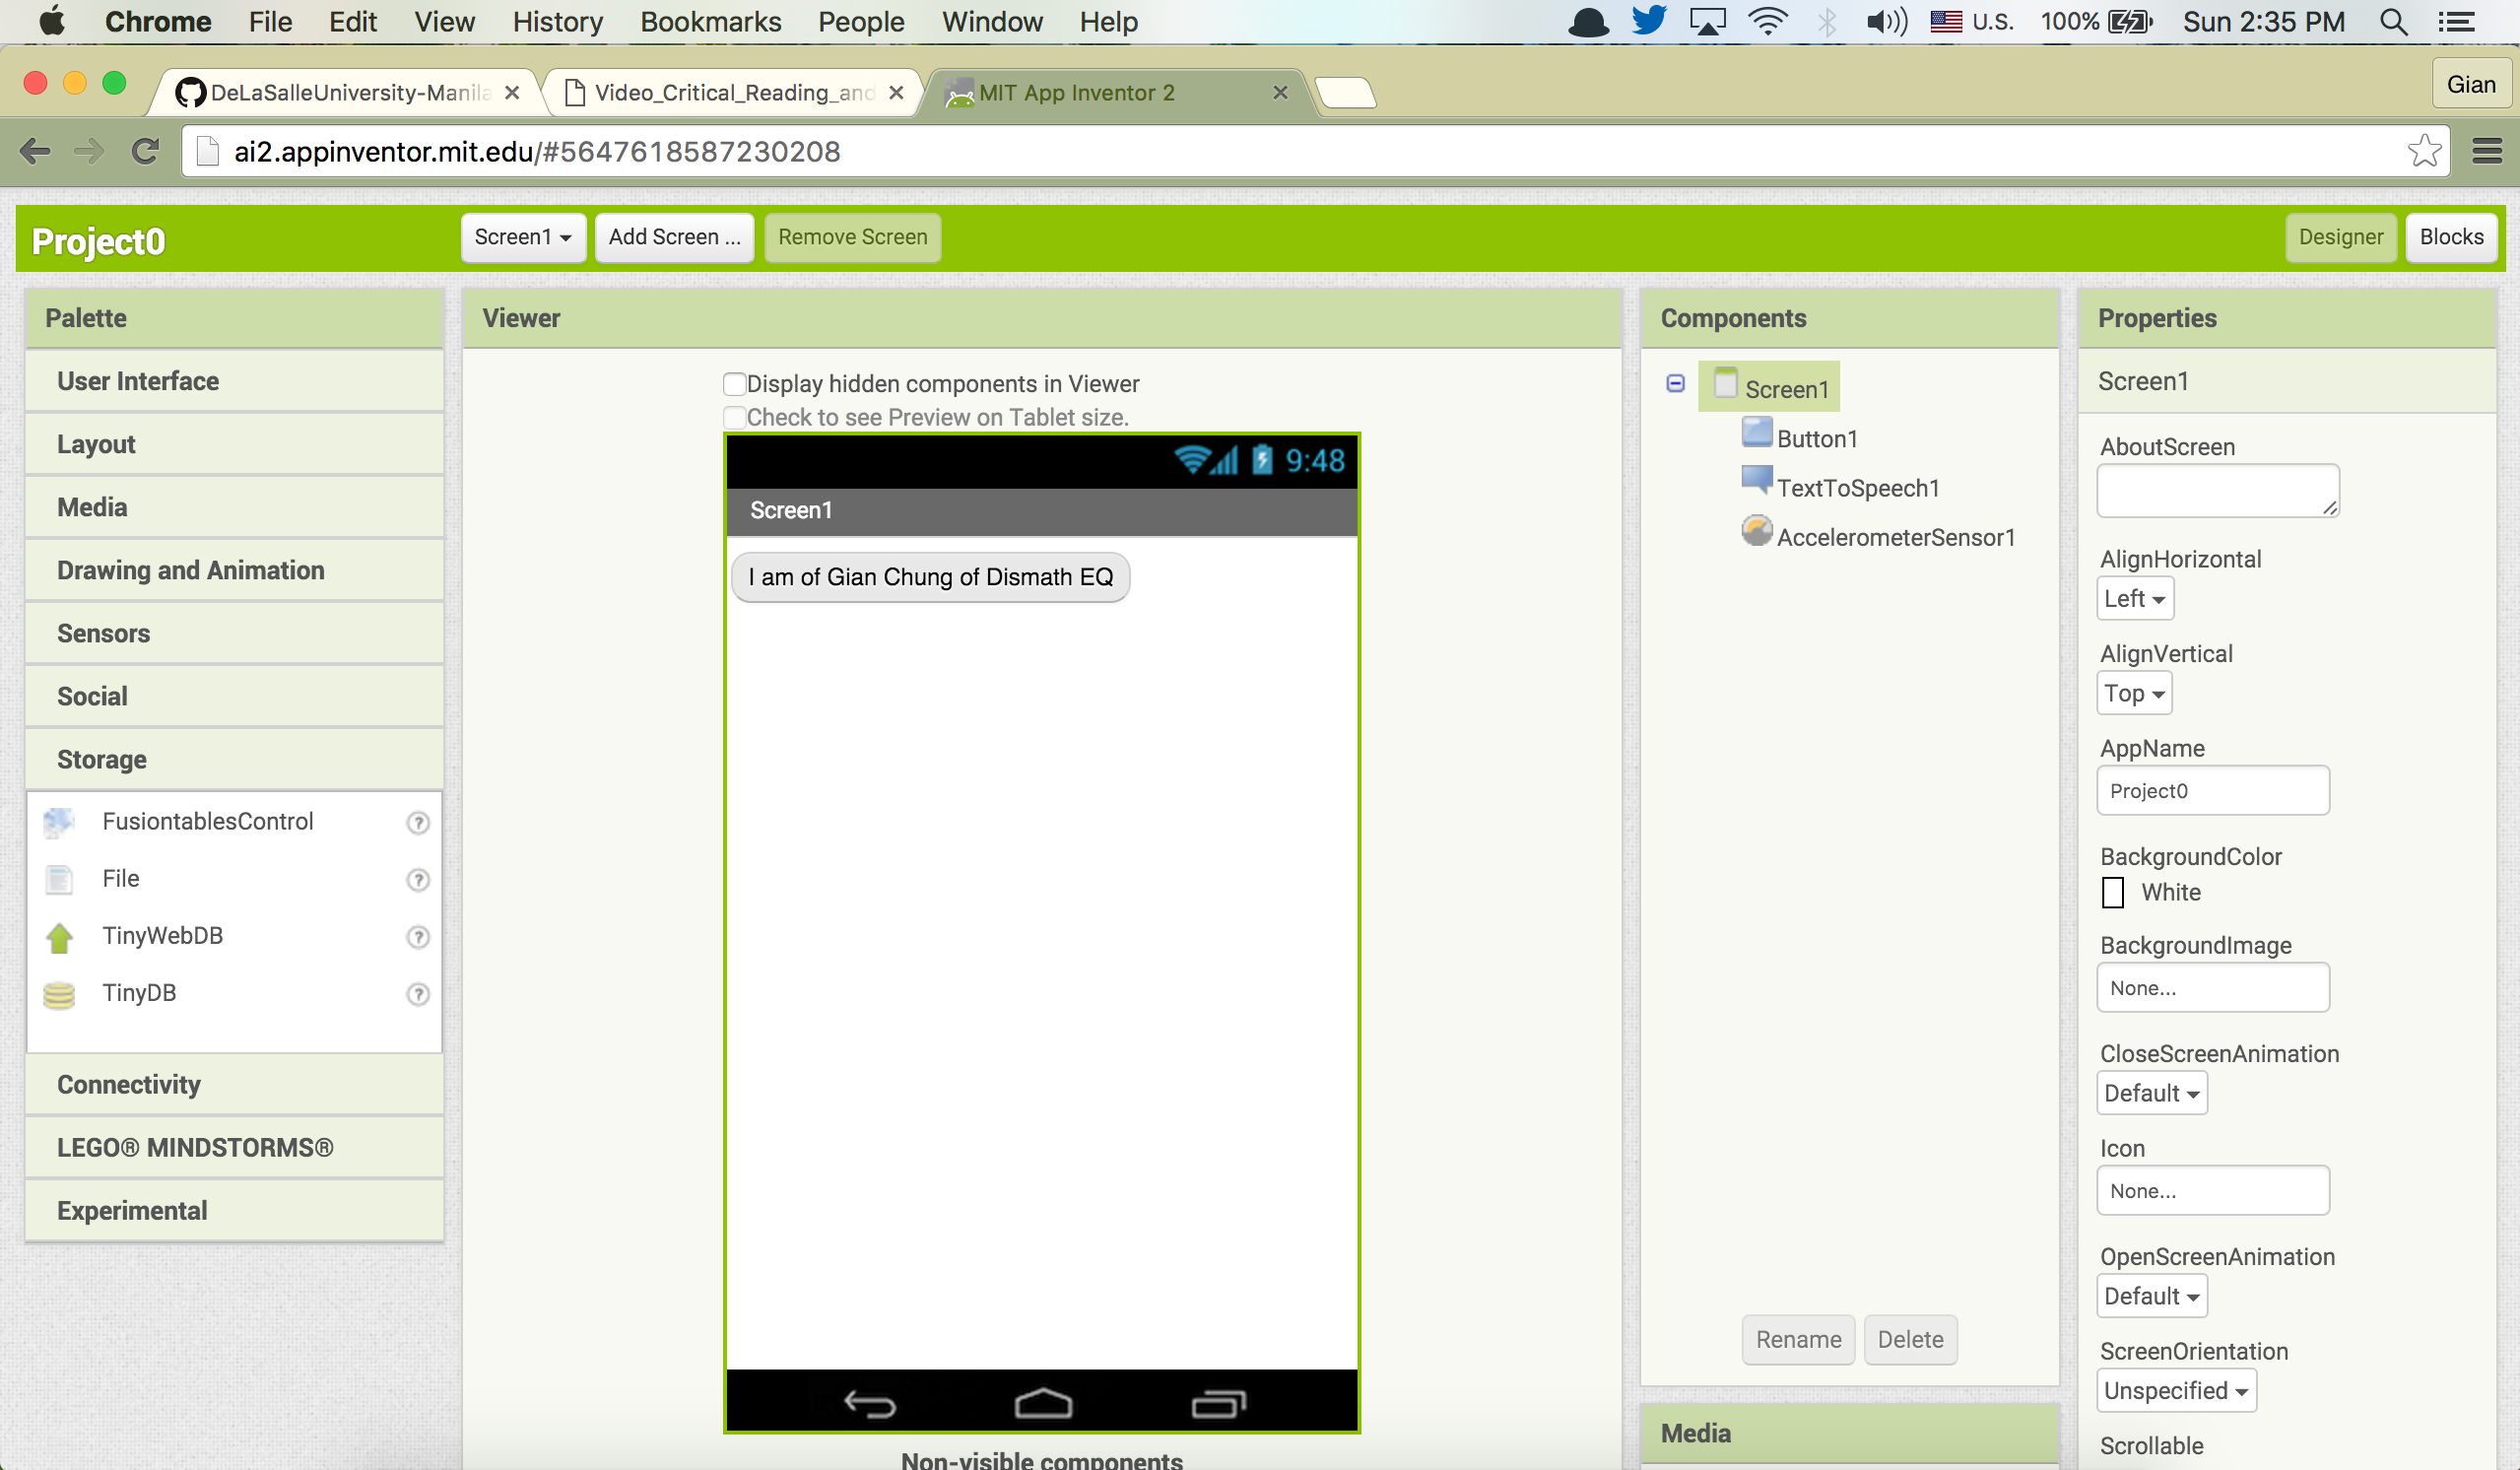 Chrome File Edit View History Bookmarks People Window Help U.S. 100% Sun 2:35 PM
DeLaSalleUniversity-Manila Video_Critical_Reading_and MIT App Inventor 2 Gian
ai2.appinventor.mit.edu/#5647618587230208
Project0 Screen1 Add Screen ... Remove Screen Designer Blocks
Palette
User Interface
Layout
Media
Drawing and Animation
Sensors
Social
Storage
FusiontablesControl ?
File ?
TinyWebDB ?
TinyDB ?
Connectivity
LEGO® MINDSTORMS®
Experimental
Viewer
Display hidden components in Viewer
Check to see Preview on Tablet size.
9:48
Screen1
I am of Gian Chung of Dismath EQ
Non-visible components
Components
Screen1
Button1
TextToSpeech1
AccelerometerSensor1
Rename Delete
Media
Properties
Screen1
AboutScreen
AlignHorizontal
Left
AlignVertical
Top
AppName
Project0
BackgroundColor
White
BackgroundImage
None...
CloseScreenAnimation
Default
Icon
None...
OpenScreenAnimation
Default
ScreenOrientation
Unspecified
Scrollable